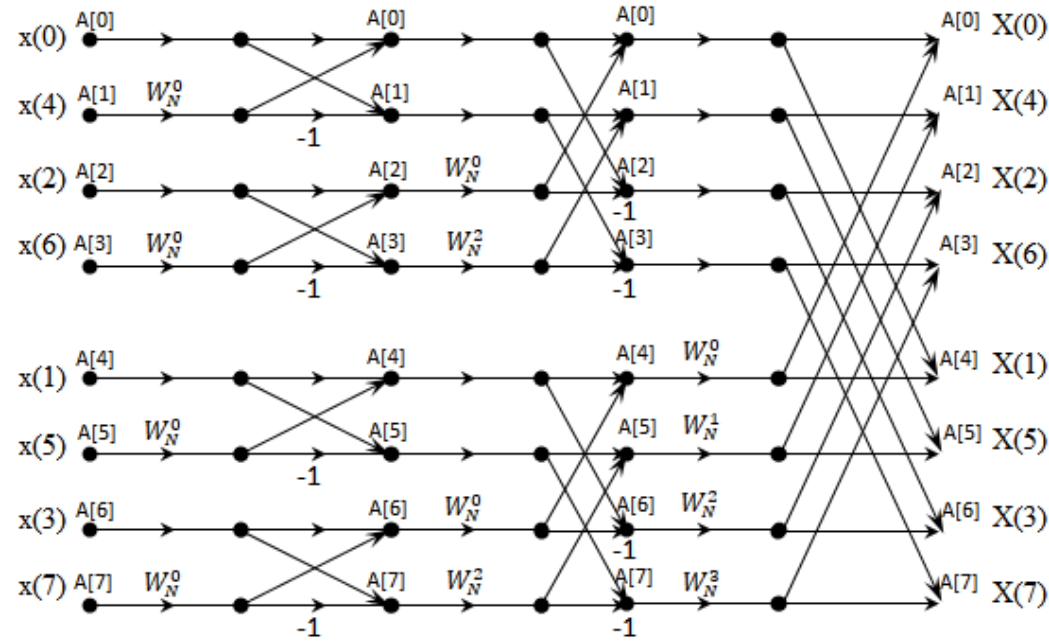 x(0) A[0] A[0] A[0] A[0] X(0)
x(4) A[1] W_N^0 -1 A[1] A[1] A[1] X(4)
x(2) A[2] A[2] W_N^0 A[2] -1 A[2] X(2)
x(6) A[3] W_N^0 -1 A[3] W_N^2 A[3] -1 A[3] X(6)
x(1) A[4] A[4] A[4] W_N^0 A[4] X(1)
x(5) A[5] W_N^0 -1 A[5] A[5] W_N^1 A[5] X(5)
x(3) A[6] A[6] W_N^0 A[6] -1 W_N^2 A[6] X(3)
x(7) A[7] W_N^0 -1 A[7] W_N^2 A[7] -1 W_N^3 A[7] X(7)